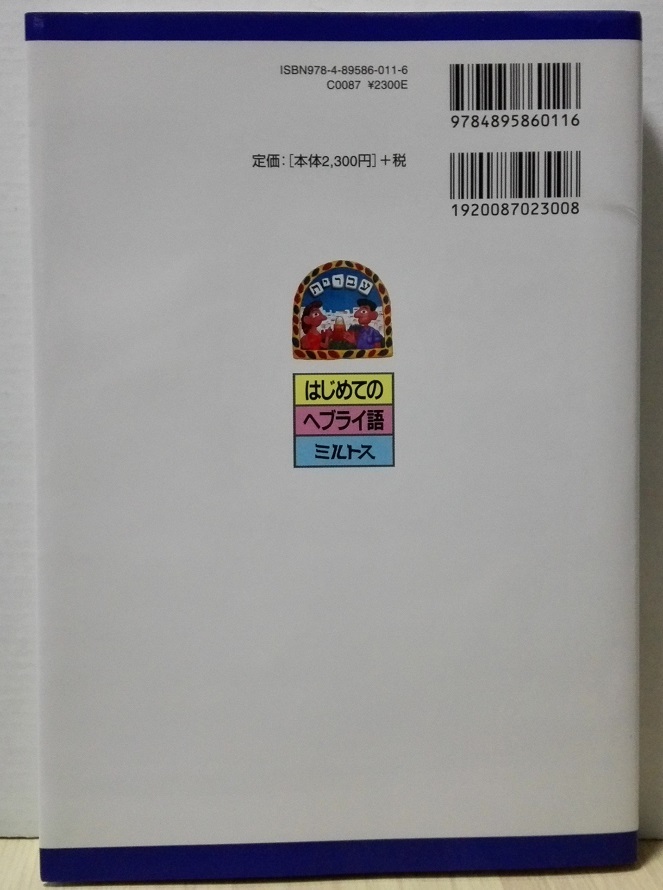 ISBN978-4-89586-011-6
C0087 ¥2300E
9784895860116
定価：[本体2,300円]＋税
1920087023008
עברית
はじめての
ヘブライ語
ミルトス